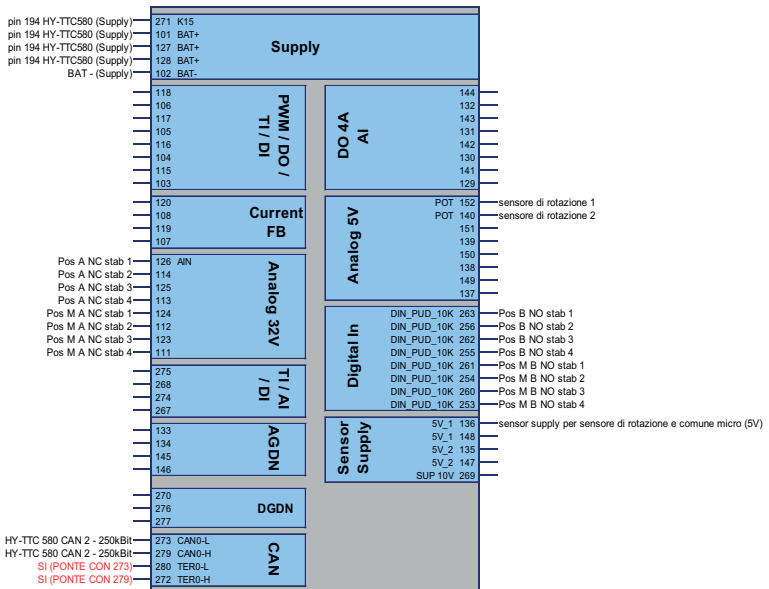 pin 194 HY-TTC580 (Supply) 271 K15
pin 194 HY-TTC580 (Supply) 101 BAT+
pin 194 HY-TTC580 (Supply) 127 BAT+
pin 194 HY-TTC580 (Supply) 128 BAT+
BAT - (Supply) 102 BAT-
Supply
118
106
117
105
116
104
115
103
PWM / DO /
TI / DI
144
132
143
131
142
130
141
129
DO 4A
AI
120
108
119
107
Current
FB
POT 152 sensore di rotazione 1
POT 140 sensore di rotazione 2
151
139
150
138
149
137
Analog 5V
Pos A NC stab 1 126 AIN
Pos A NC stab 2 114
Pos A NC stab 3 125
Pos A NC stab 4 113
Pos M A NC stab 1 124
Pos M A NC stab 2 112
Pos M A NC stab 3 123
Pos M A NC stab 4 111
Analog 32V
DIN_PUD_10K 263 Pos B NO stab 1
DIN_PUD_10K 256 Pos B NO stab 2
DIN_PUD_10K 262 Pos B NO stab 3
DIN_PUD_10K 255 Pos B NO stab 4
DIN_PUD_10K 261 Pos M B NO stab 1
DIN_PUD_10K 254 Pos M B NO stab 2
DIN_PUD_10K 260 Pos M B NO stab 3
DIN_PUD_10K 253 Pos M B NO stab 4
Digital In
275
268
274
267
TI / AI
/ DI
133
134
145
146
AGDN
5V_1 136 sensor supply per sensore di rotazione e comune micro (5V)
5V_1 148
5V_2 135
5V_2 147
SUP 10V 269
Sensor
Supply
270
276
277
DGDN
HY-TTC 580 CAN 2 - 250kBit 273 CAN0-L
HY-TTC 580 CAN 2 - 250kBit 279 CAN0-H
SI (PONTE CON 273) 280 TER0-L
SI (PONTE CON 279) 272 TER0-H
CAN